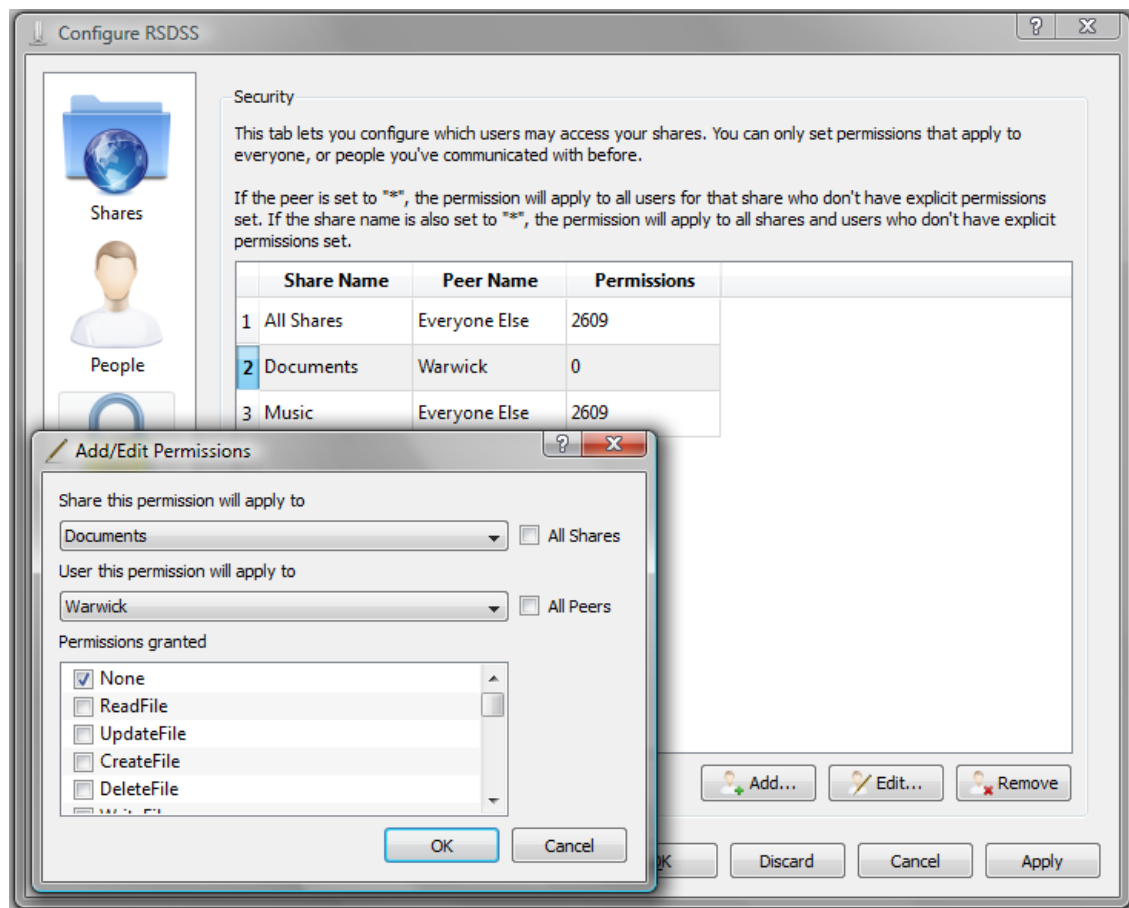 Configure RSDSS
Shares
People
Security
This tab lets you configure which users may access your shares. You can only set permissions that apply to
everyone, or people you've communicated with before.
If the peer is set to "*", the permission will apply to all users for that share who don't have explicit permissions
set. If the share name is also set to "*", the permission will apply to all shares and users who don't have explicit
permissions set.
Share Name Peer Name Permissions
1 All Shares Everyone Else 2609
2 Documents Warwick 0
3 Music Everyone Else 2609
Add... Edit... Remove
Discard Cancel Apply
Add/Edit Permissions
Share this permission will apply to
Documents All Shares
User this permission will apply to
Warwick All Peers
Permissions granted
None
ReadFile
UpdateFile
CreateFile
DeleteFile
OK Cancel